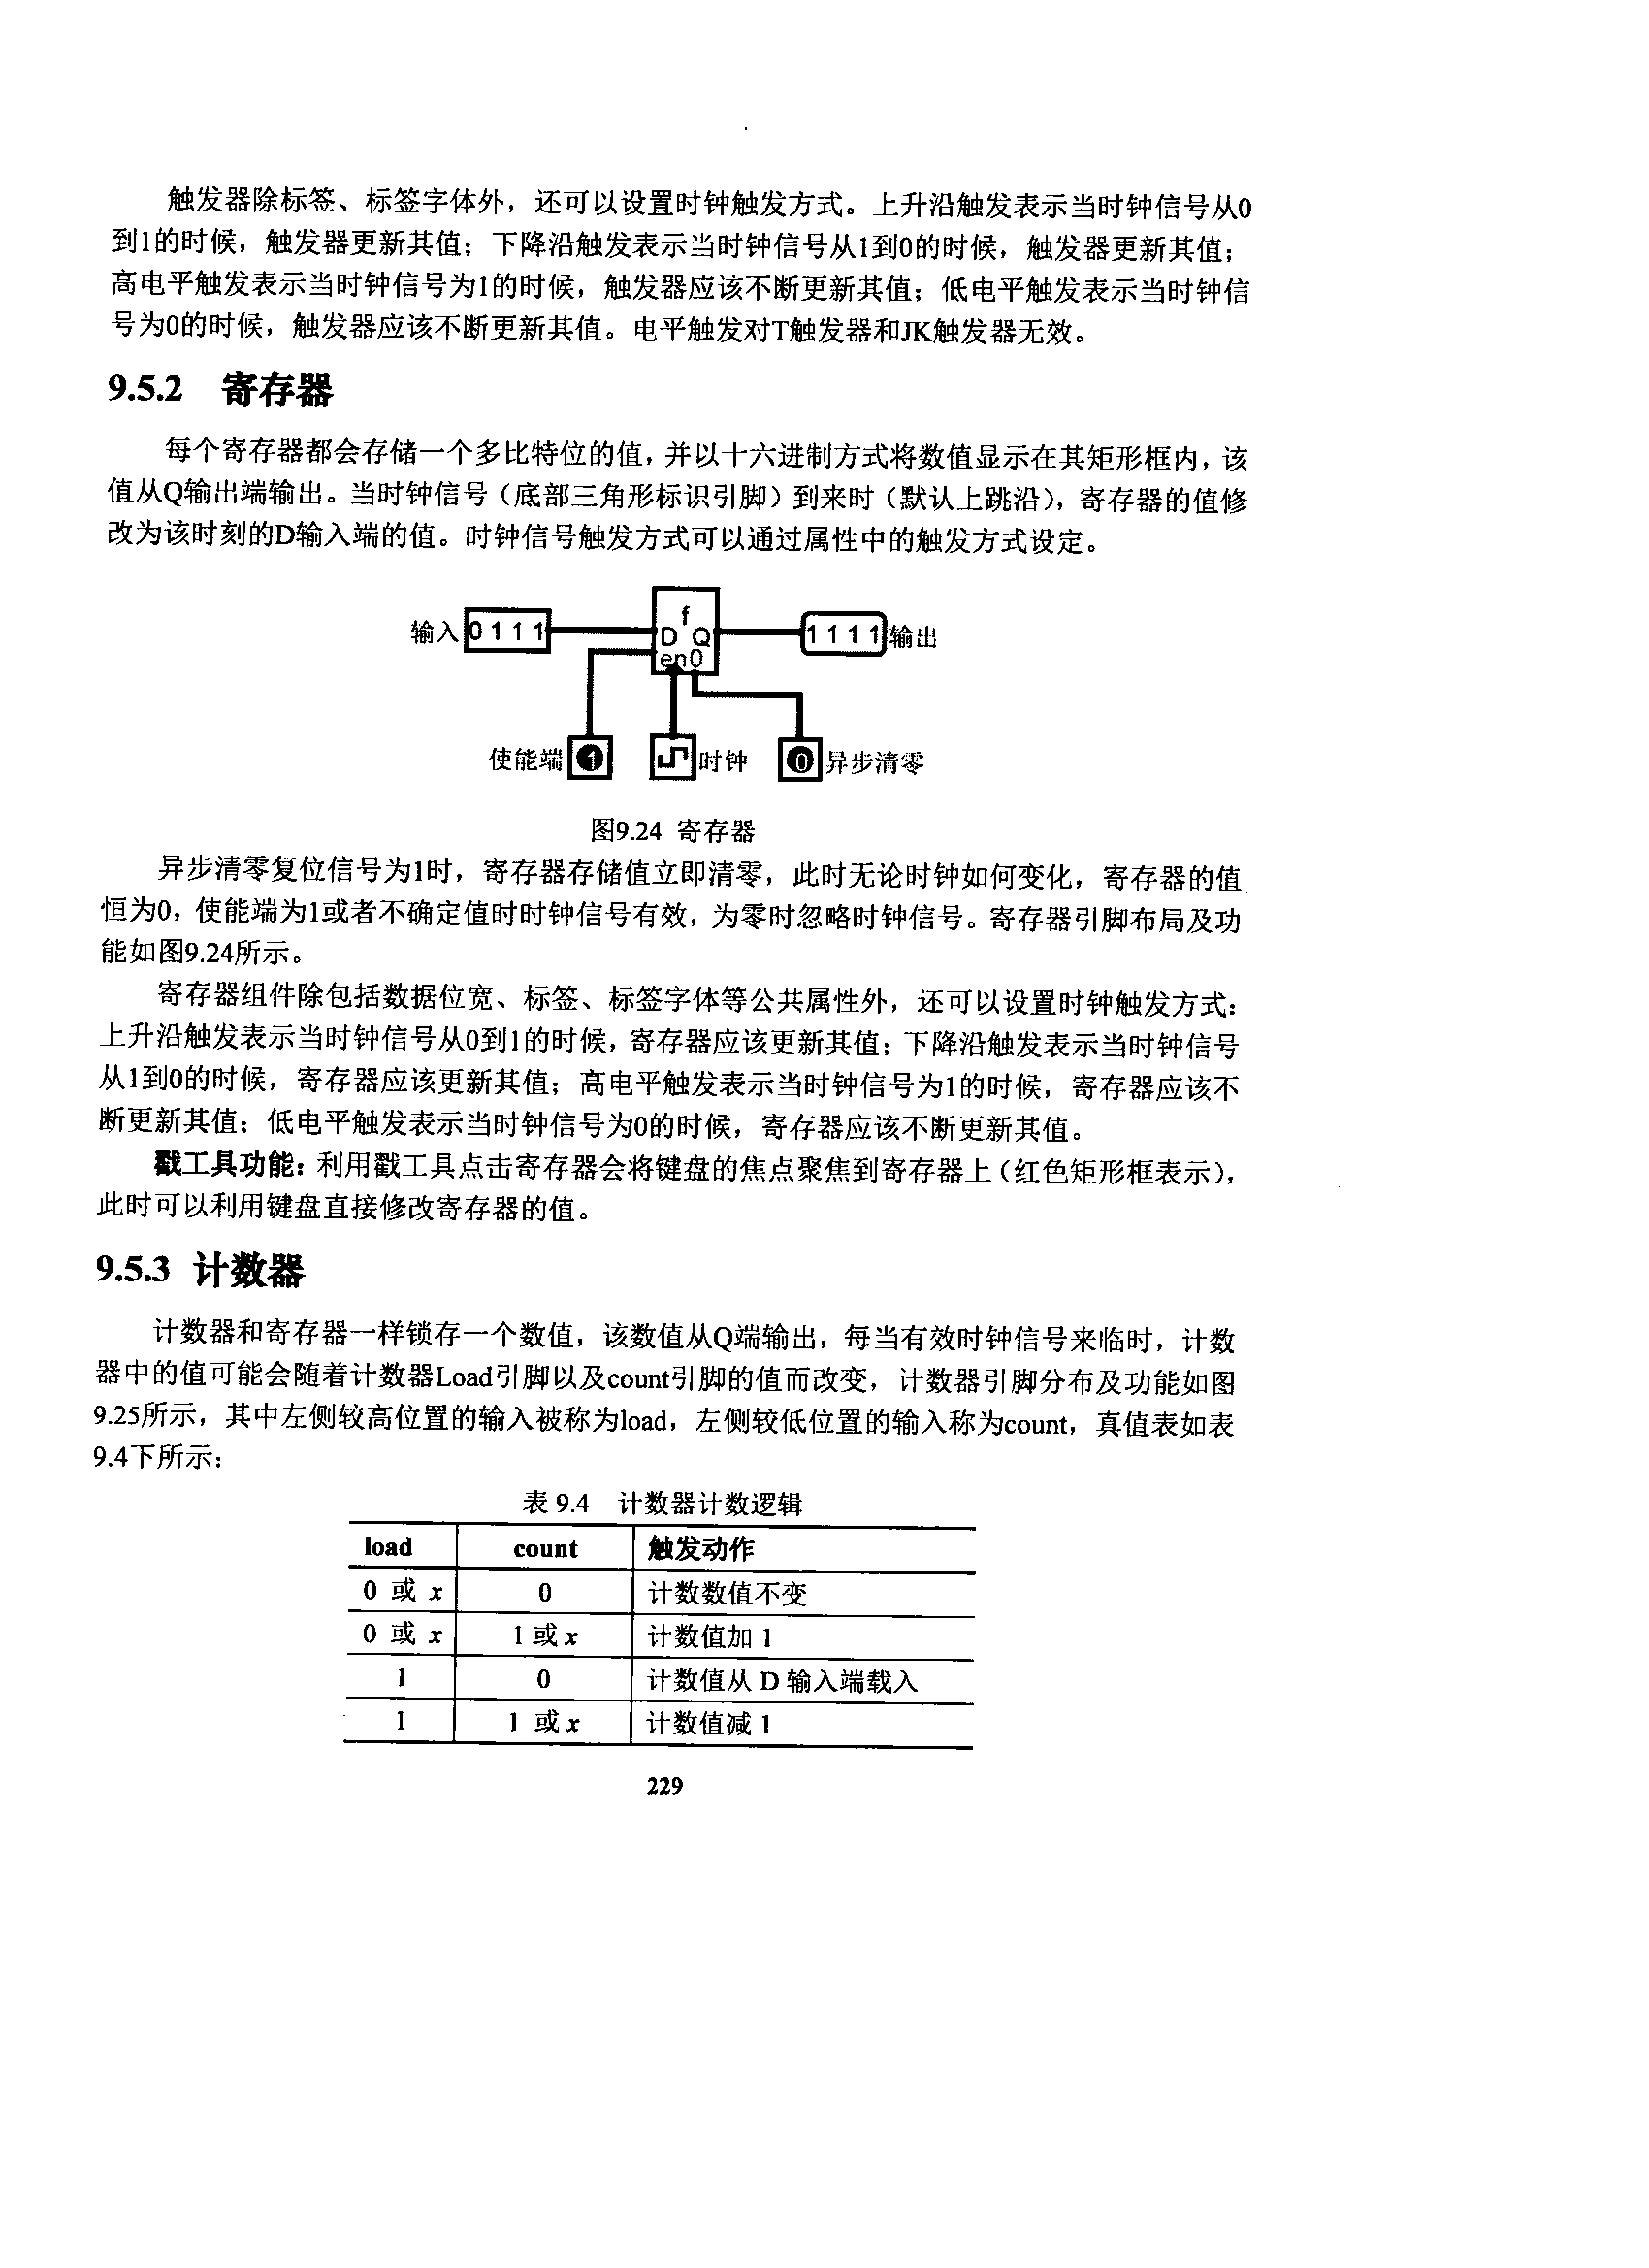 触发器除标签、标签字体外，还可以设置时钟触发方式。上升沿触发表示当时钟信号从0
到1的时候，触发器更新其值；下降沿触发表示当时钟信号从1到0的时候，触发器更新其值；
高电平触发表示当时钟信号为1的时候，触发器应该不断更新其值；低电平触发表示当时钟信
号为0的时候，触发器应该不断更新其值。电平触发对T触发器和JK触发器无效。
9.5.2 寄存器
每个寄存器都会存储一个多比特位的值，并以十六进制方式将数值显示在其矩形框内，该
值从Q输出端输出。当时钟信号（底部三角形标识引脚）到来时（默认上跳沿），寄存器的值修
改为该时刻的D输入端的值。时钟信号触发方式可以通过属性中的触发方式设定。
输入 0 1 1 1 f 1 1 1 1 输出
D Q
en 0
使能端 1 时钟 0 异步清零
图9.24 寄存器
异步清零复位信号为1时，寄存器存储值立即清零，此时无论时钟如何变化，寄存器的值
恒为0，使能端为1或者不确定值时时钟信号有效，为零时忽略时钟信号。寄存器引脚布局及功
能如图9.24所示。
寄存器组件除包括数据位宽、标签、标签字体等公共属性外，还可以设置时钟触发方式：
上升沿触发表示当时钟信号从0到1的时候，寄存器应该更新其值；下降沿触发表示当时钟信号
从1到0的时候，寄存器应该更新其值；高电平触发表示当时钟信号为1的时候，寄存器应该不
断更新其值；低电平触发表示当时钟信号为0的时候，寄存器应该不断更新其值。
戳工具功能：利用戳工具点击寄存器会将键盘的焦点聚焦到寄存器上（红色矩形框表示），
此时可以利用键盘直接修改寄存器的值。
9.5.3 计数器
计数器和寄存器一样锁存一个数值，该数值从Q端输出，每当有效时钟信号来临时，计数
器中的值可能会随着计数器Load引脚以及count引脚的值而改变，计数器引脚分布及功能如图
9.25所示，其中左侧较高位置的输入被称为load，左侧较低位置的输入称为count，真值表如表
9.4下所示：
表 9.4 计数器计数逻辑
load count 触发动作
0 或 x 0 计数数值不变
0 或 x 1 或 x 计数值加 1
1 0 计数值从 D 输入端载入
1 1 或 x 计数值减 1
229